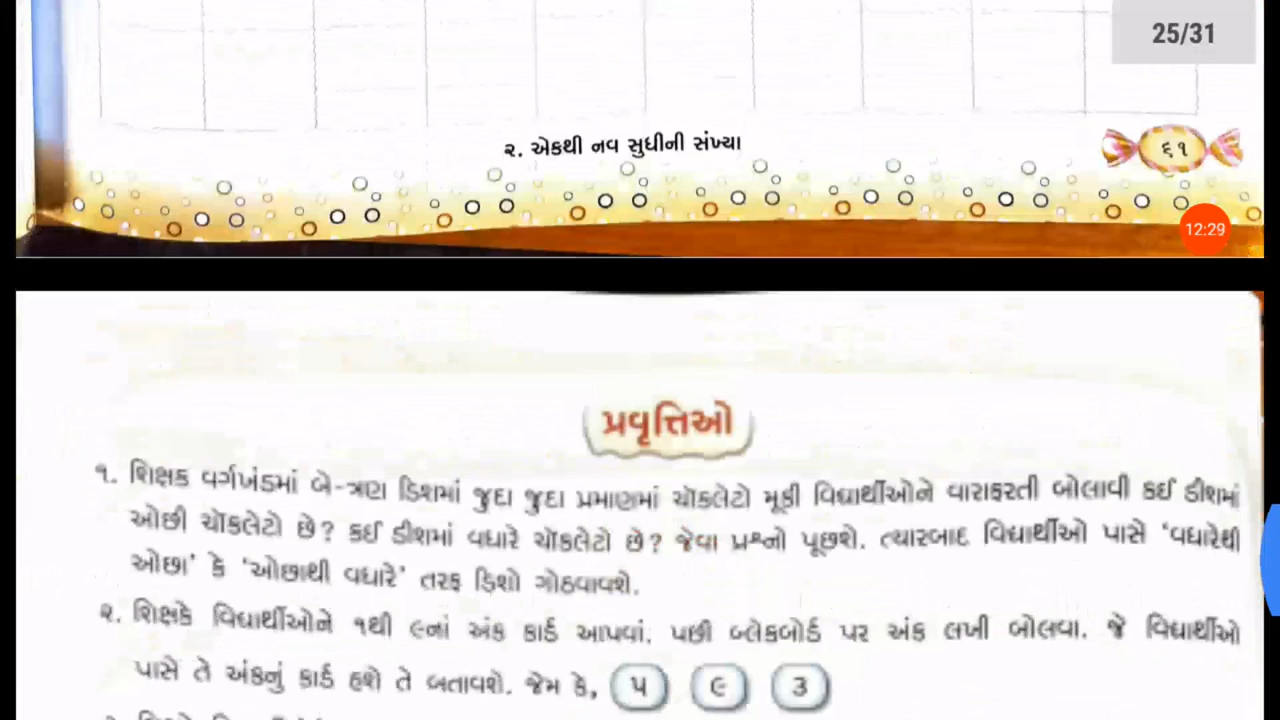 25/31
૨. એકથી નવ સુધીની સંખ્યા
૬૧
12:29
પ્રવૃત્તિઓ
૧. શિક્ષક વર્ગખંડમાં બે-ત્રણ ડિશમાં જુદા જુદા પ્રમાણમાં ચૉકલેટો મૂકી વિદ્યાર્થીઓને વારાફરતી બોલાવી કઈ ડીશમાં
ઓછી ચૉકલેટો છે? કઈ ડીશમાં વધારે ચૉકલેટો છે? જેવા પ્રશ્નો પૂછશે. ત્યારબાદ વિદ્યાર્થીઓ પાસે ‘વધારેથી
ઓછા’ કે ‘ઓછાથી વધારે’ તરફ ડિશો ગોઠવાવશે.
૨. શિક્ષકે વિદ્યાર્થીઓને ૧થી ૯નાં અંક કાર્ડ આપવાં. પછી બ્લેકબોર્ડ પર અંક લખી બોલવા. જે વિદ્યાર્થીઓ
પાસે તે અંકનું કાર્ડ હશે તે બતાવશે. જેમ કે, ૫ ૯ ૩